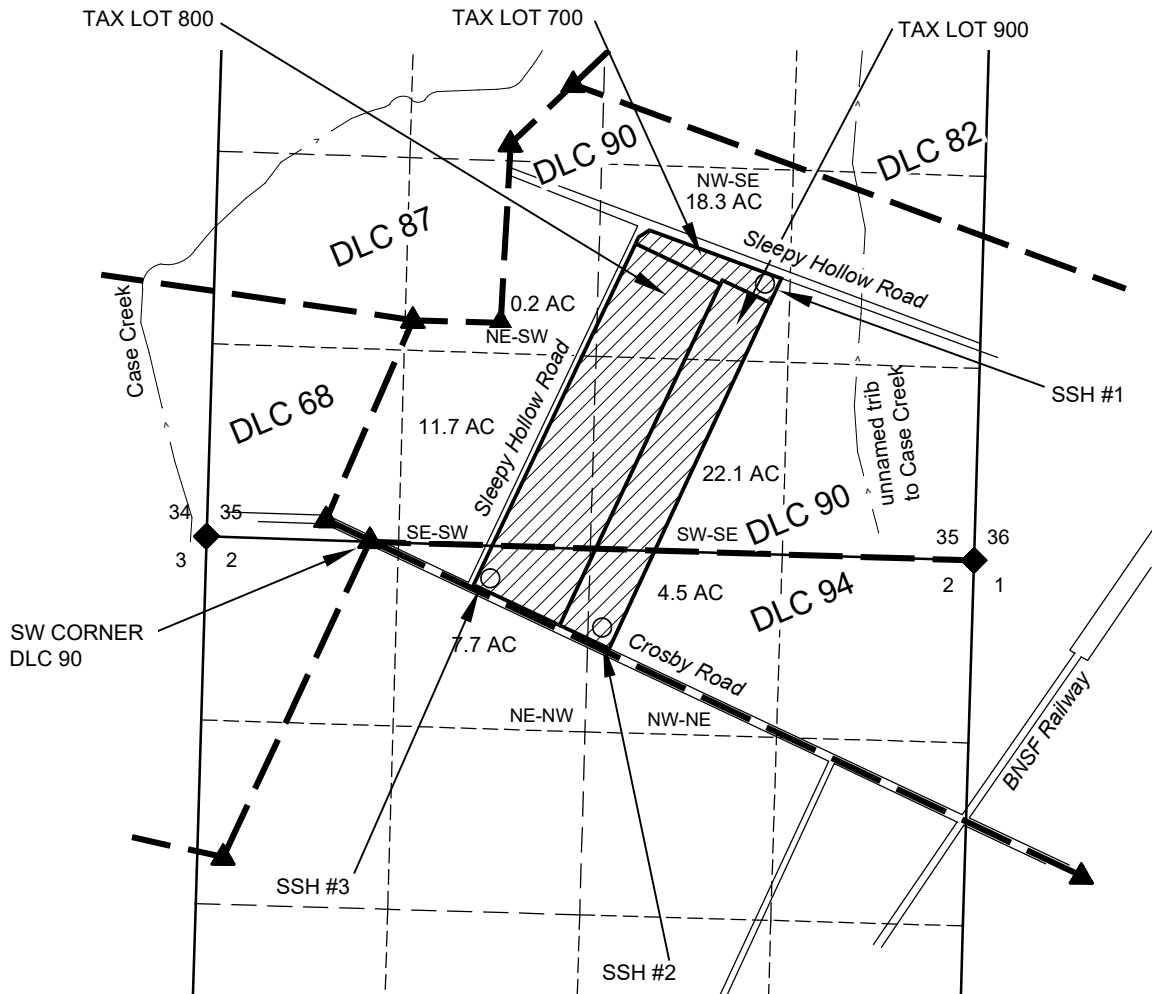 TAX LOT 800
TAX LOT 700
TAX LOT 900
DLC 90
DLC 82
NW-SE
18.3 AC
DLC 87
Sleepy Hollow Road
0.2 AC
NE-SW
Case Creek
Sleepy Hollow Road
SSH #1
DLC 68
11.7 AC
unnamed trib
to Case Creek
22.1 AC
DLC 90
34
35
SE-SW
SW-SE
35
36
3
2
2
1
4.5 AC
DLC 94
SW CORNER
DLC 90
7.7 AC
Crosby Road
NE-NW
NW-NE
BNSF Railway
SSH #3
SSH #2